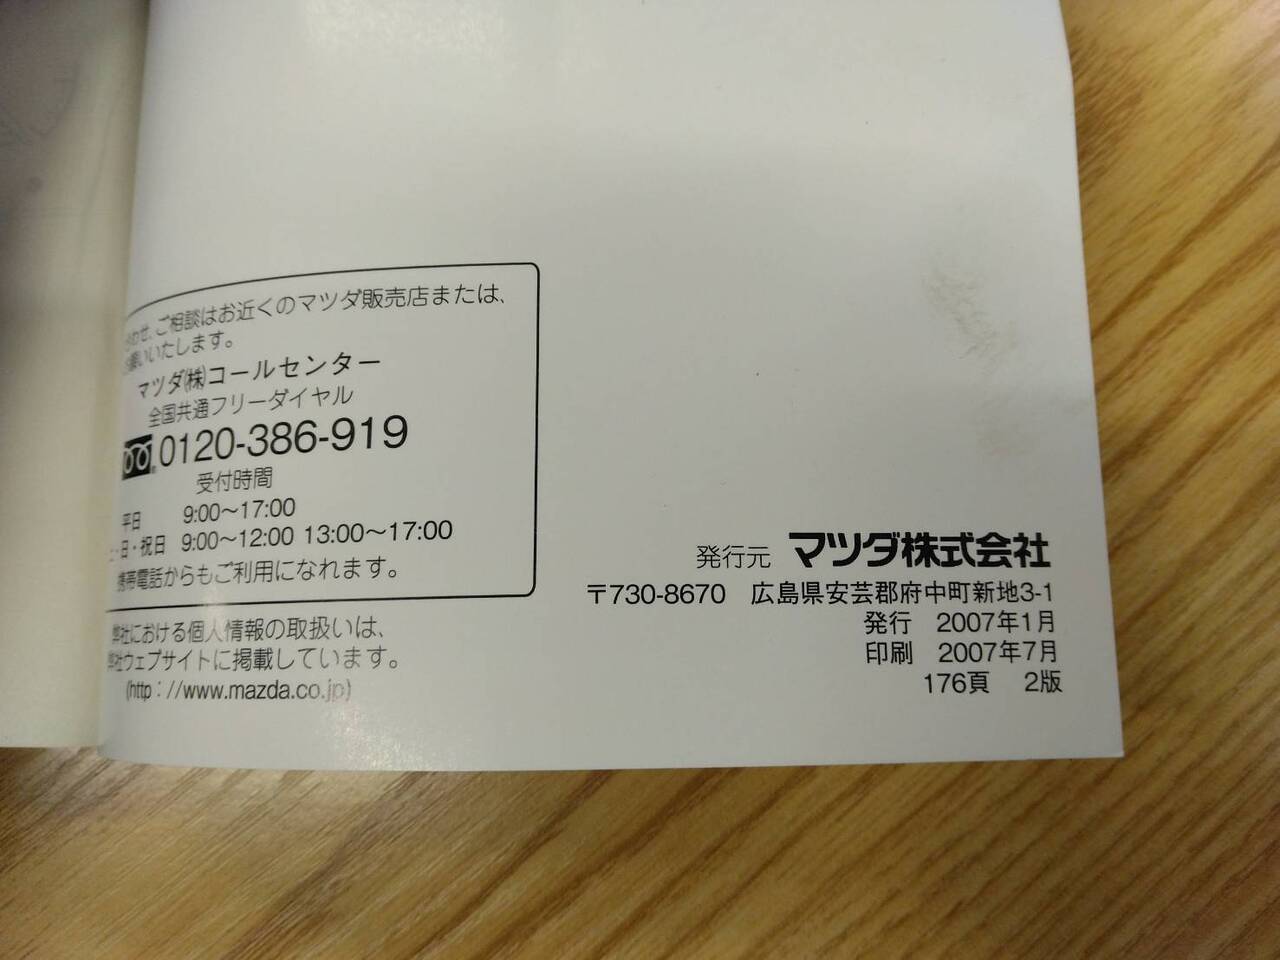 わせ、ご相談はお近くのマツダ販売店または、
願いいたします。
マツダ(株)コールセンター
全国共通フリーダイヤル
0120-386-919
受付時間
平日 9:00〜17:00
日・祝日 9:00〜12:00 13:00〜17:00
携帯電話からもご利用になれます。
弊社における個人情報の取扱いは、
弊社ウェブサイトに掲載しています。
(http://www.mazda.co.jp)
発行元 マツダ株式会社
〒730-8670 広島県安芸郡府中町新地3-1
発行 2007年1月
印刷 2007年7月
176頁 2版